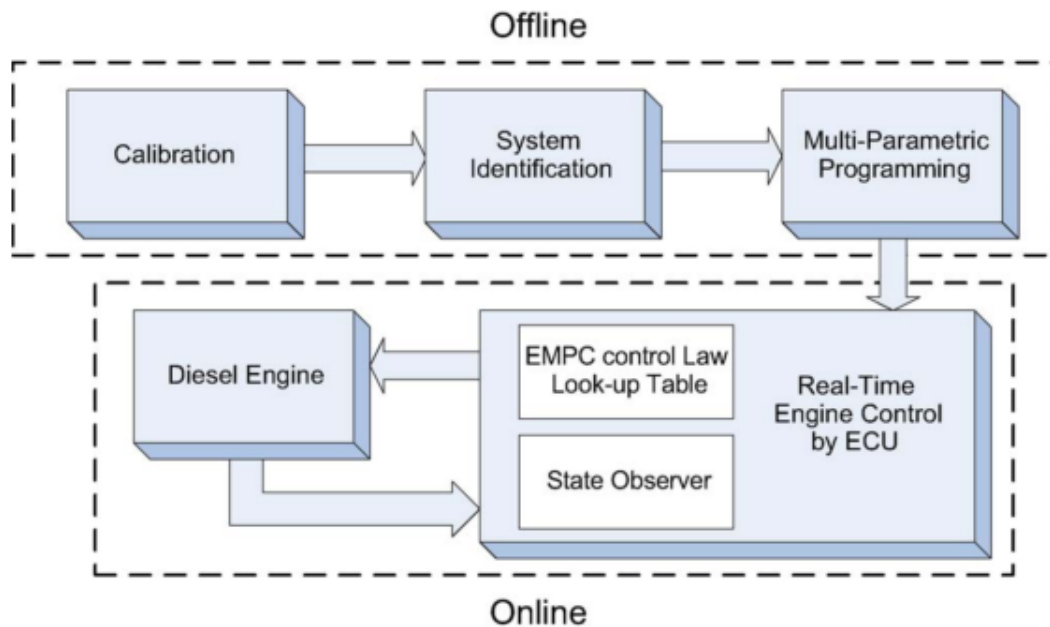 Offline
Calibration
System
Identification
Multi-Parametric
Programming
Diesel Engine
EMPC control Law
Look-up Table
State Observer
Real-Time
Engine Control
by ECU
Online